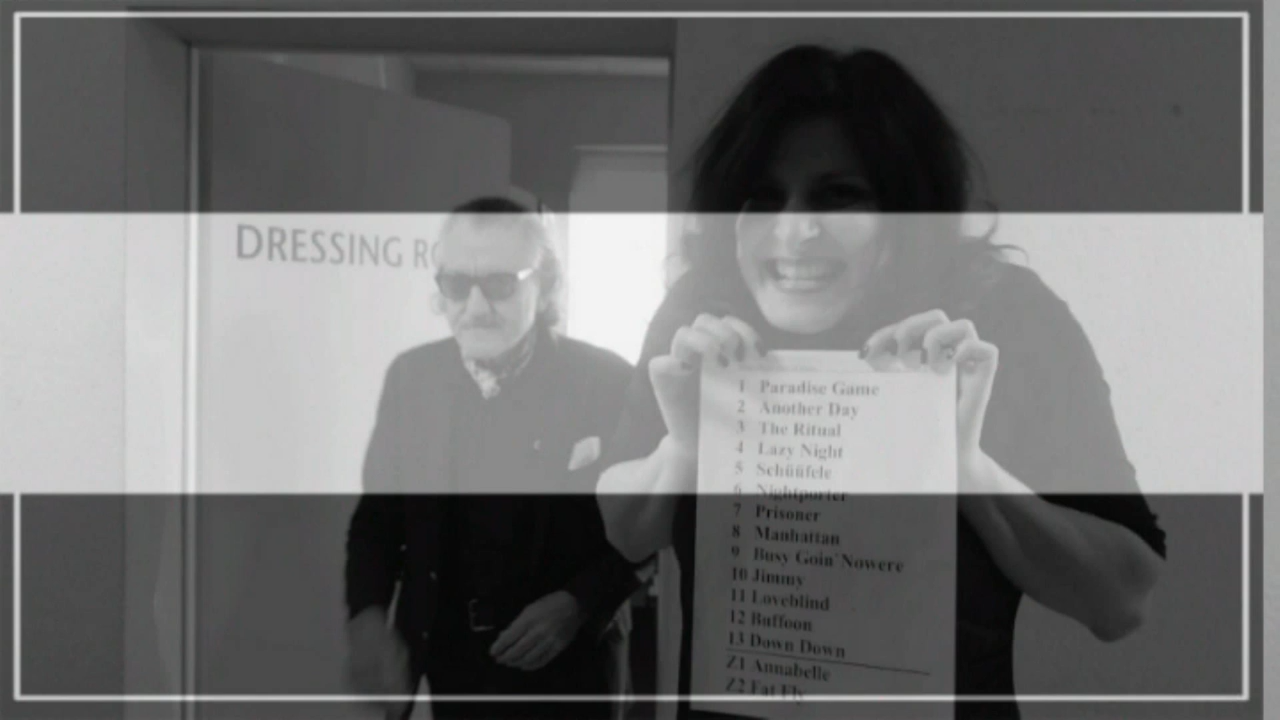 DRESSING
1 Paradise Game
2 Another Day
3 The Ritual
4 Lazy Night
5 Schüüfele
6 Nightporter
7 Prisoner
8 Manhattan
9 Busy Goin'Nowere
10 Jimmy
11 Loveblind
12 Buffoon
13 Down Down
Z1 Annabelle
Z2 Fat Fly